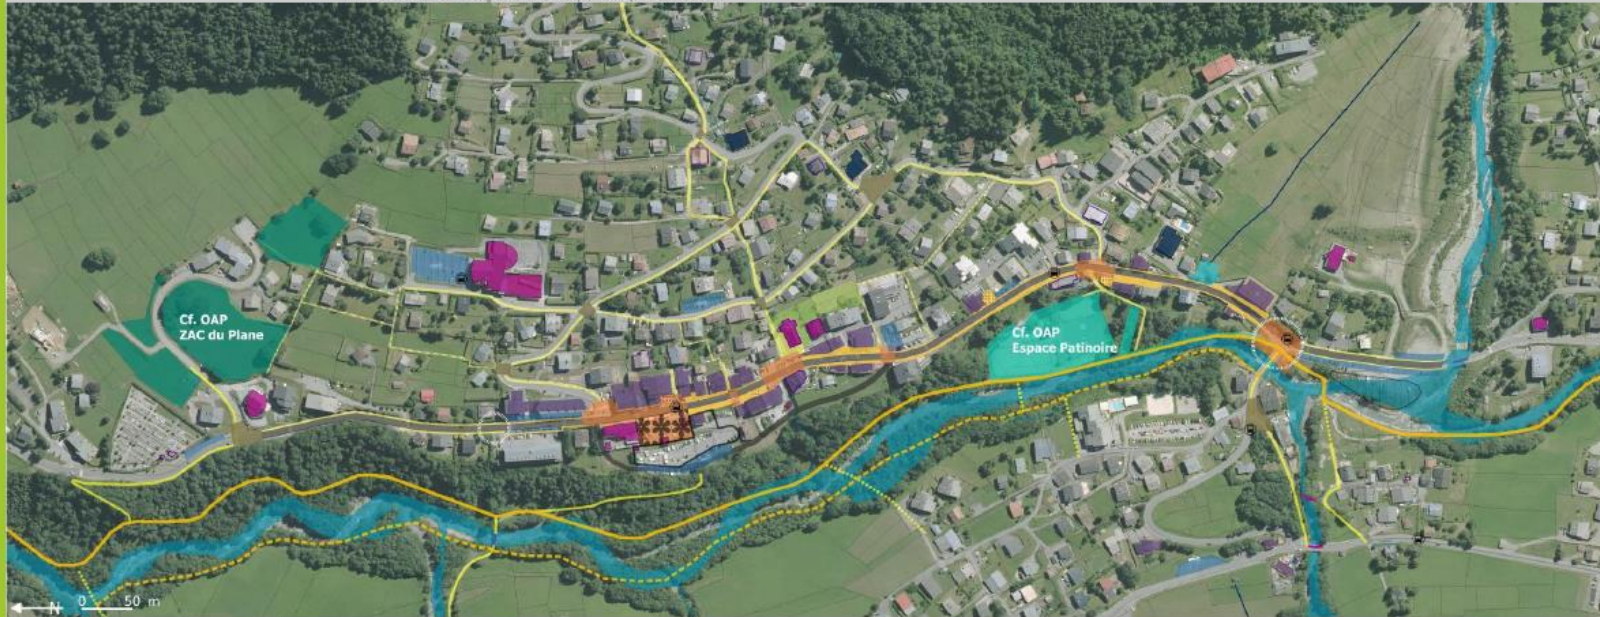 Cf. OAP
ZAC du Plane
Cf. OAP
Espace Patinoire
N 0 50 m